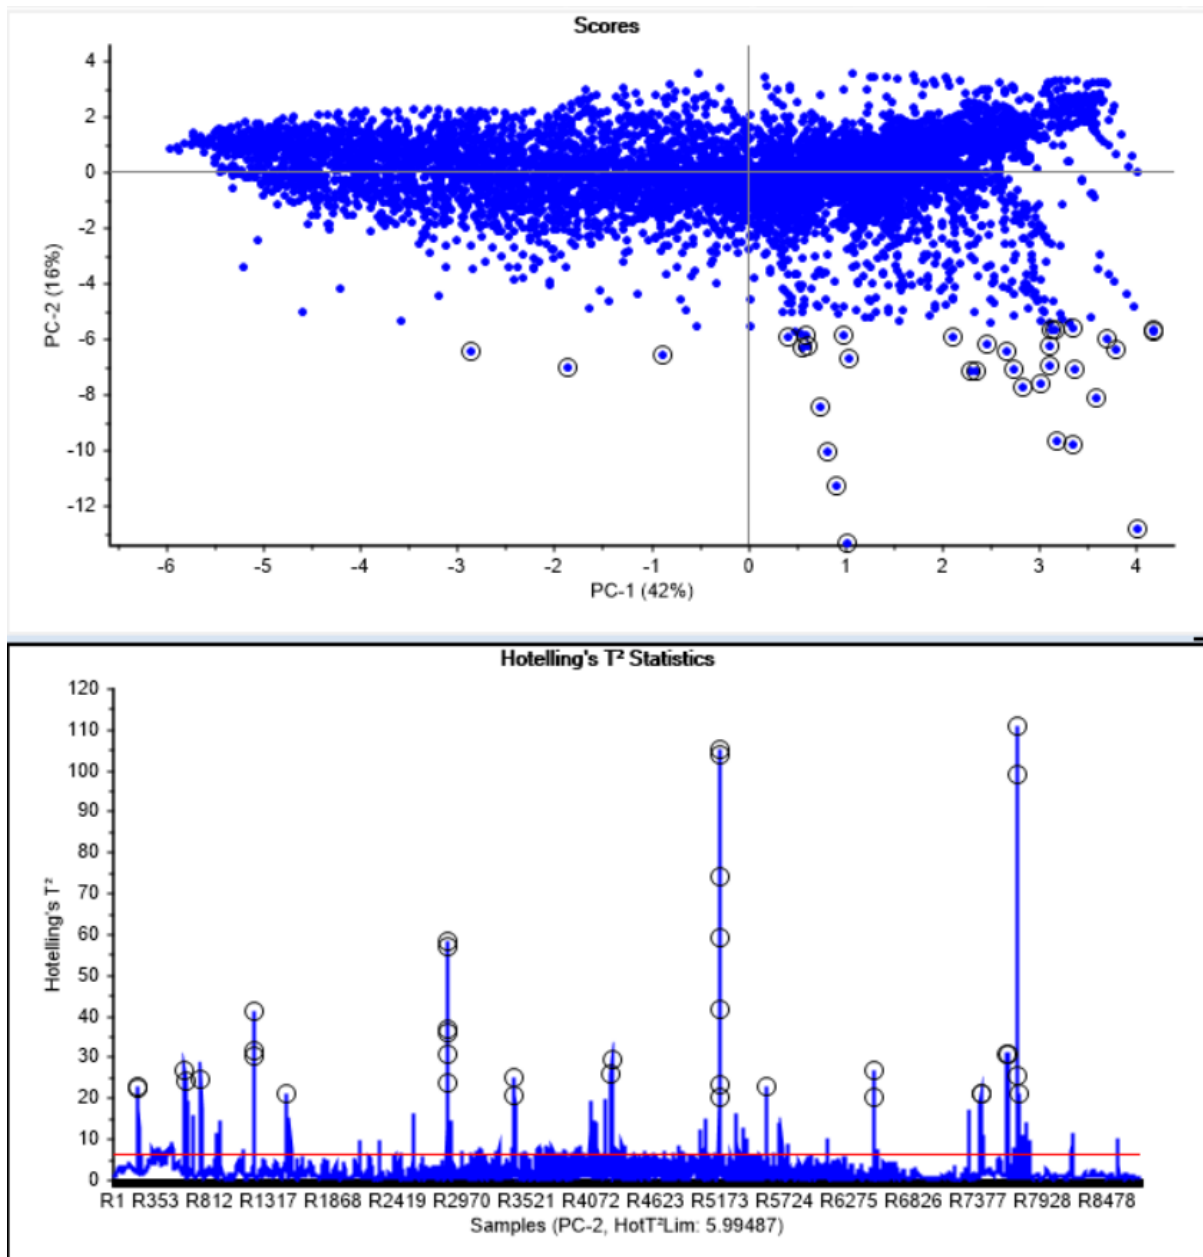 Scores
4
2
0
-2
-4
-6
-8
-10
-12
PC-2 (16%)
-6 -5 -4 -3 -2 -1 0 1 2 3 4
PC-1 (42%)
Hotelling's T² Statistics
120
110
100
90
80
70
60
50
40
30
20
10
0
Hotelling's T²
R1 R353 R812 R1317 R1868 R2419 R2970 R3521 R4072 R4623 R5173 R5724 R6275 R6826 R7377 R7928 R8478
Samples (PC-2, HotT²Lim: 5.99487)